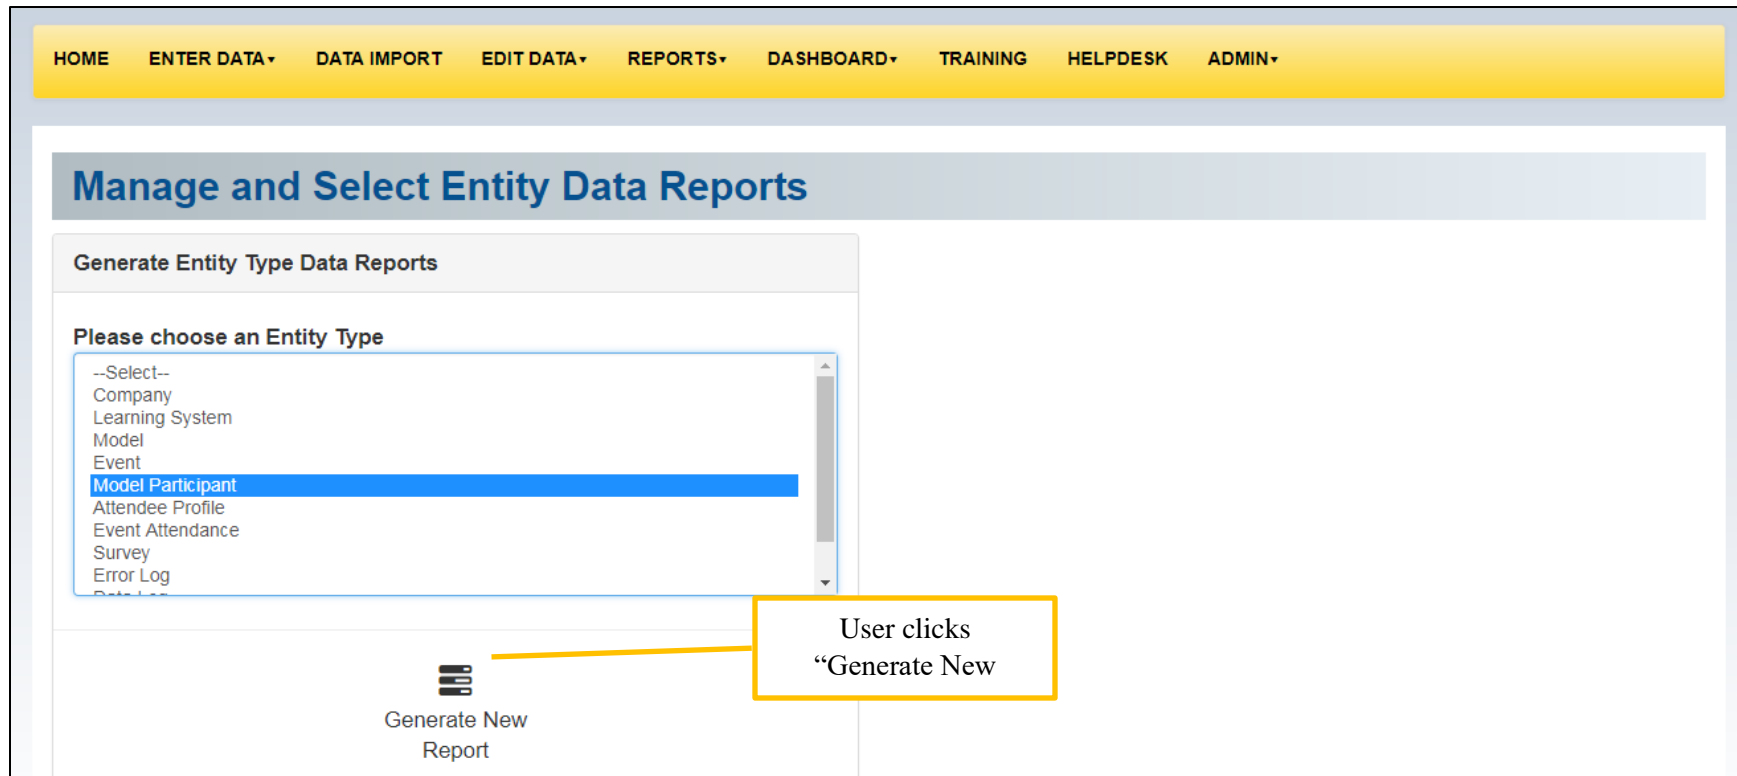 HOME ENTER DATA DATA IMPORT EDIT DATA REPORTS DASHBOARD TRAINING HELPDESK ADMIN
Manage and Select Entity Data Reports
Generate Entity Type Data Reports
Please choose an Entity Type
--Select--
Company
Learning System
Model
Event
Model Participant
Attendee Profile
Event Attendance
Survey
Error Log
User clicks
“Generate New
Generate New
Report